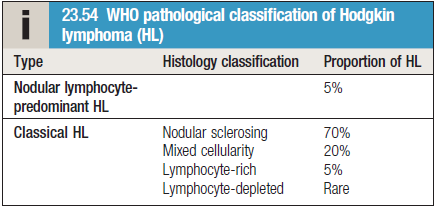 i
23.54 WHO pathological classification of Hodgkin
lymphoma (HL)
Type Histology classification Proportion of HL
Nodular lymphocyte- 5%
predominant HL
Classical HL Nodular sclerosing 70%
Mixed cellularity 20%
Lymphocyte-rich 5%
Lymphocyte-depleted Rare